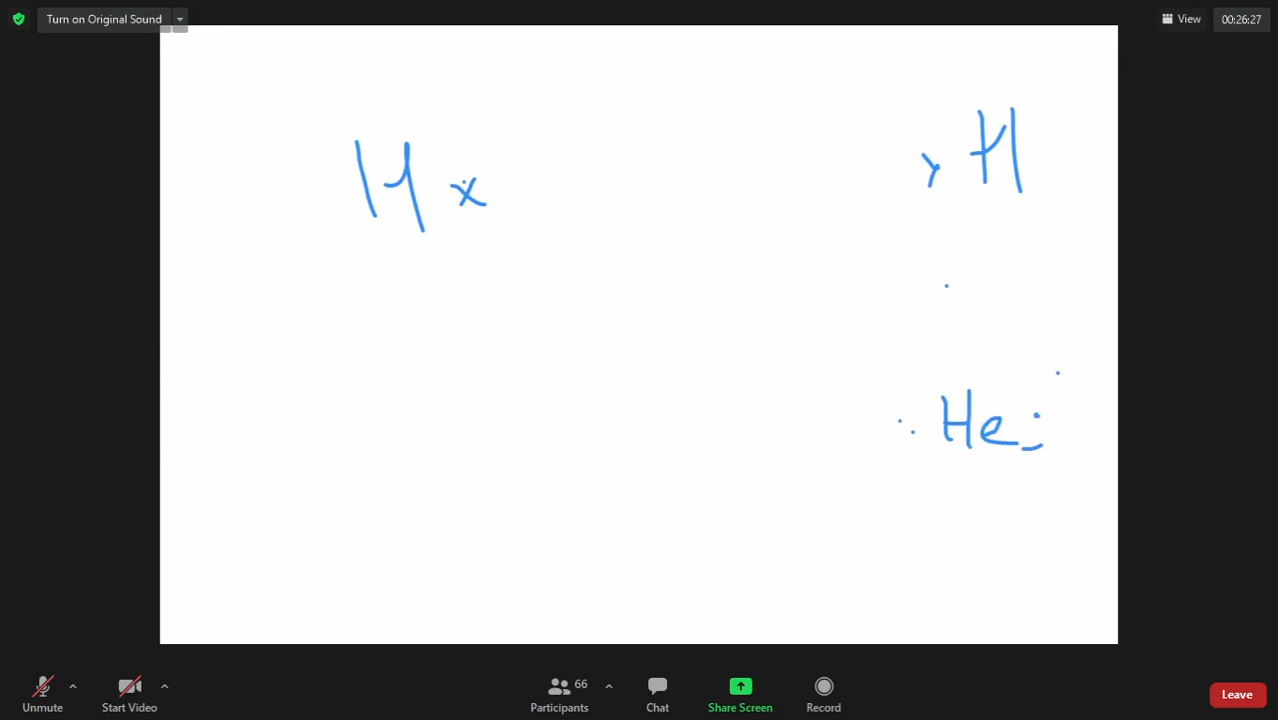 Turn on Original Sound
View
00:26:27
H x
x H
He:
Unmute
Start Video
66
Participants
Chat
Share Screen
Record
Leave